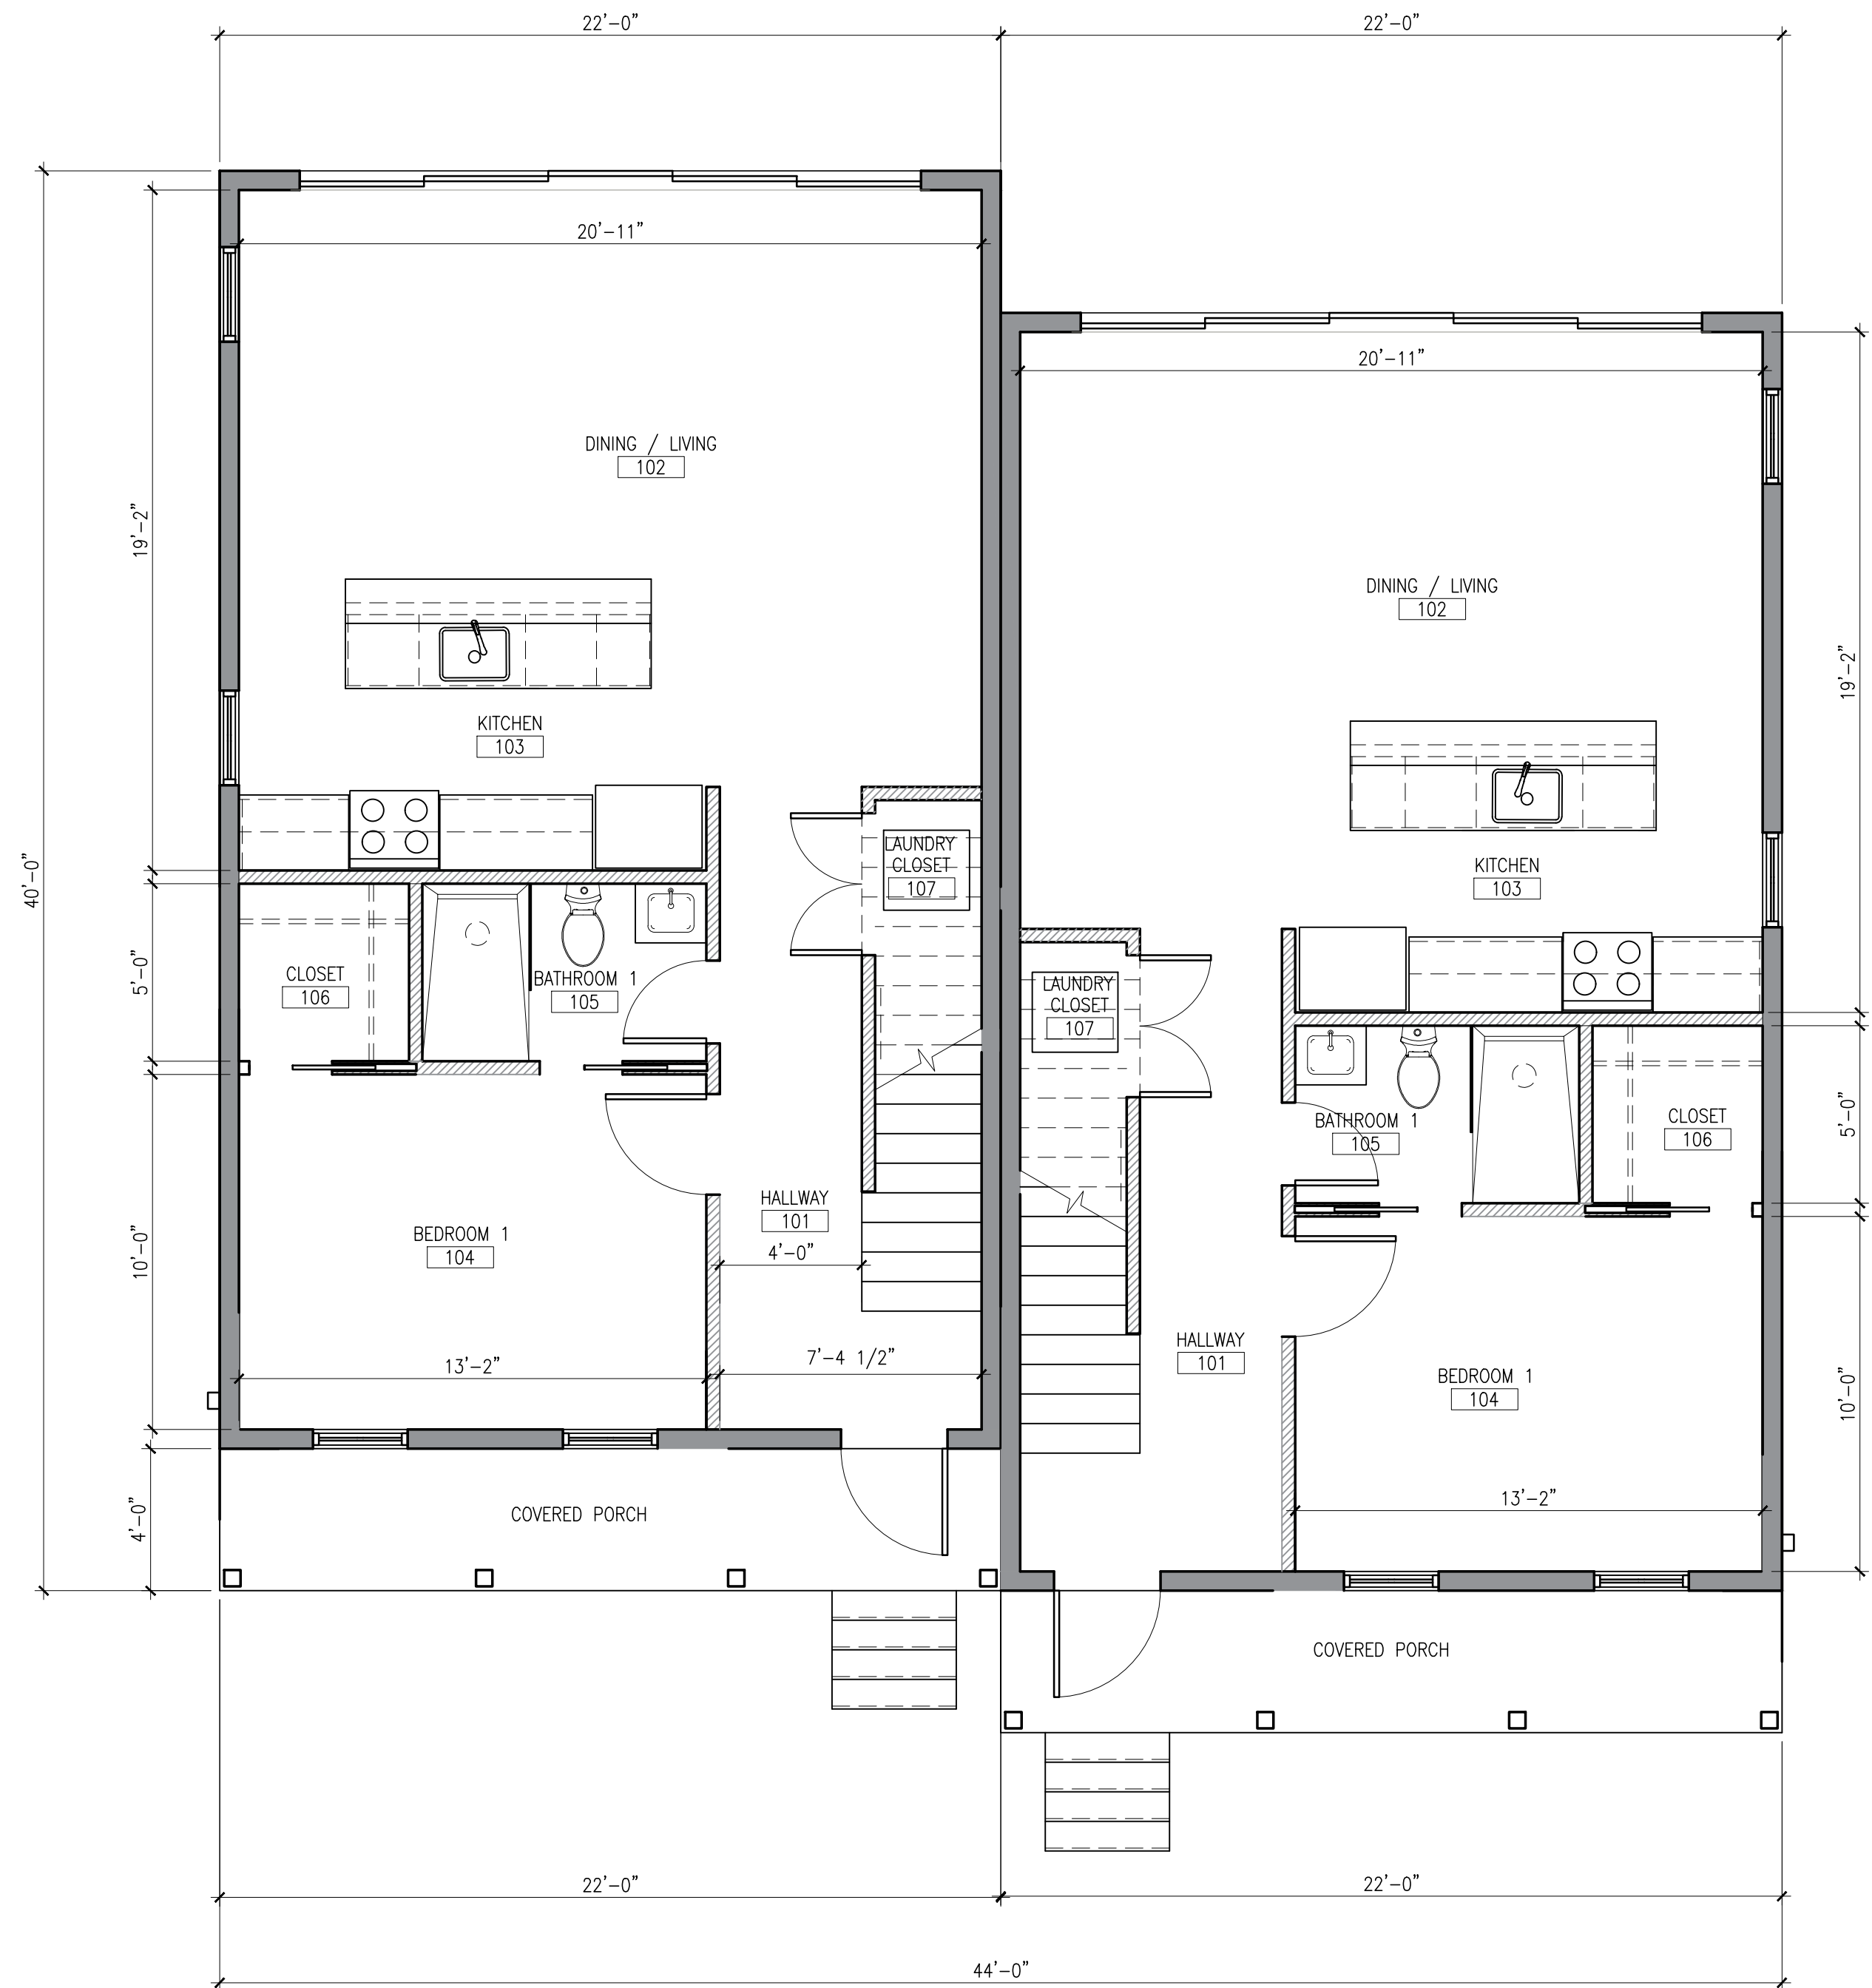 22'-0"
22'-0"
20'-11"
20'-11"
DINING / LIVING
102
19'-2"
DINING / LIVING
102
19'-2"
KITCHEN
103
40'-0"
LAUNDRY
CLOSET
107
KITCHEN
103
5'-0"
CLOSET
106
BATHROOM 1
105
LAUNDRY
CLOSET
107
BATHROOM 1
105
CLOSET
106
5'-0"
HALLWAY
101
BEDROOM 1
104
10'-0"
4'-0"
HALLWAY
101
13'-2"
7'-4 1/2"
BEDROOM 1
104
10'-0"
4'-0"
COVERED PORCH
13'-2"
COVERED PORCH
22'-0"
22'-0"
44'-0"